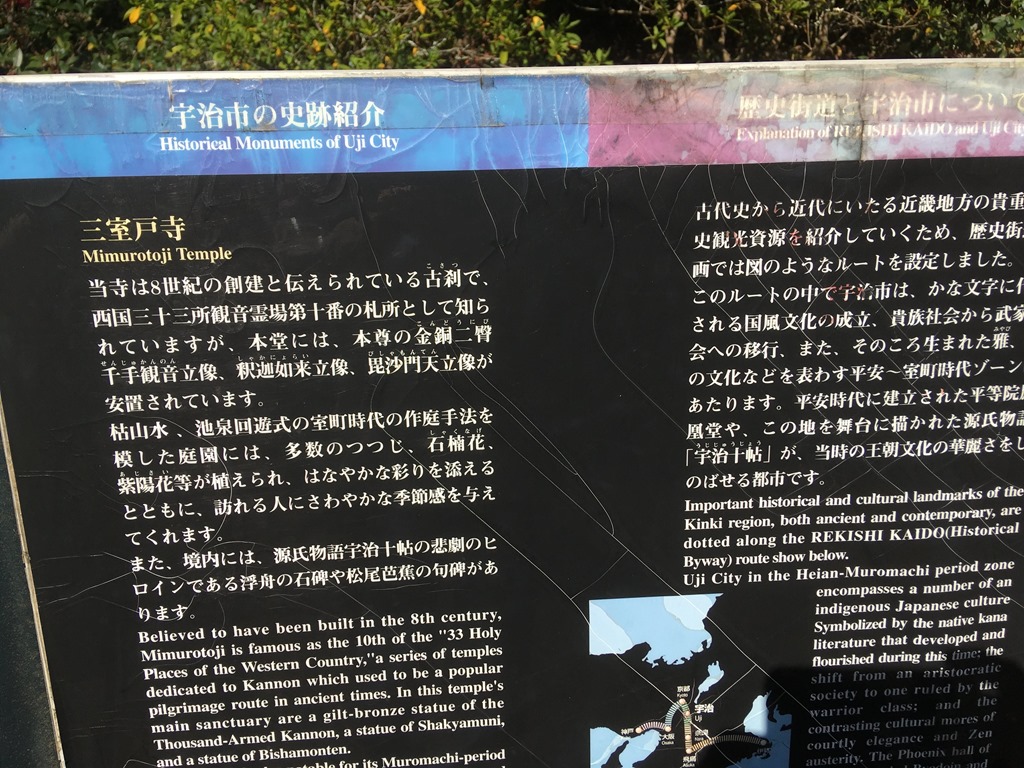 宇治市の史跡紹介
Historical Monuments of Uji City
三室戸寺
Mimurotoji Temple
当寺は8世紀の創建と伝えられている古刹で、
西国三十三所観音霊場第十番の札所として知ら
れていますが、本堂には、本尊の金銅二臂
千手観音立像、釈迦如来立像、毘沙門天立像が
安置されています。
枯山水、池泉回遊式の室町時代の作庭手法を
模した庭園には、多数のつつじ、石楠花、
紫陽花等が植えられ、はなやかな彩りを添える
とともに、訪れる人にさわやかな季節感を与え
てくれます。
また、境内には、源氏物語宇治十帖の悲劇のヒ
ロインである浮舟の石碑や松尾芭蕉の句碑があ
ります。
Believed to have been built in the 8th century,
Mimurotoji is famous as the 10th of the "33 Holy
Places of the Western Country,"a series of temples
dedicated to Kannon which used to be a popular
pilgrimage route in ancient times. In this temple's
main sanctuary are a gilt-bronze statue of the
Thousand-Armed Kannon, a statue of Shakyamuni,
and a statue of Bishamonten.
for its Muromachi-period
歴史街道と宇治市について
Explanation of REKISHI KAIDO and Uji City
古代史から近代にいたる近畿地方の貴重
史観光資源を紹介していくため、歴史街
画では図のようなルートを設定しました。
このルートの中で宇治市は、かな文字に代
される国風文化の成立、貴族社会から武家
会への移行、また、そのころ生まれた雅、
の文化などを表わす平安～室町時代ゾーン
あたります。平安時代に建立された平等院
凰堂や、この地を舞台に描かれた源氏物語
「宇治十帖」が、当時の王朝文化の華麗さをし
のばせる都市です。
Important historical and cultural landmarks of the
Kinki region, both ancient and contemporary, are
dotted along the REKISHI KAIDO(Historical
Byway) route show below.
Uji City in the Heian-Muromachi period zone
encompasses a number of an
indigenous Japanese culture
Symbolized by the native kana
literature that developed and
flourished during this time; the
shift from an aristocratic
society to one ruled by the
warrior class; and the
contrasting cultural mores of
courtly elegance and Zen
austerity. The Phoenix hall of
京都
Kyoto
宇治
Uji
神戸
大阪
Osaka
奈良
Nara
飛鳥
Asuka